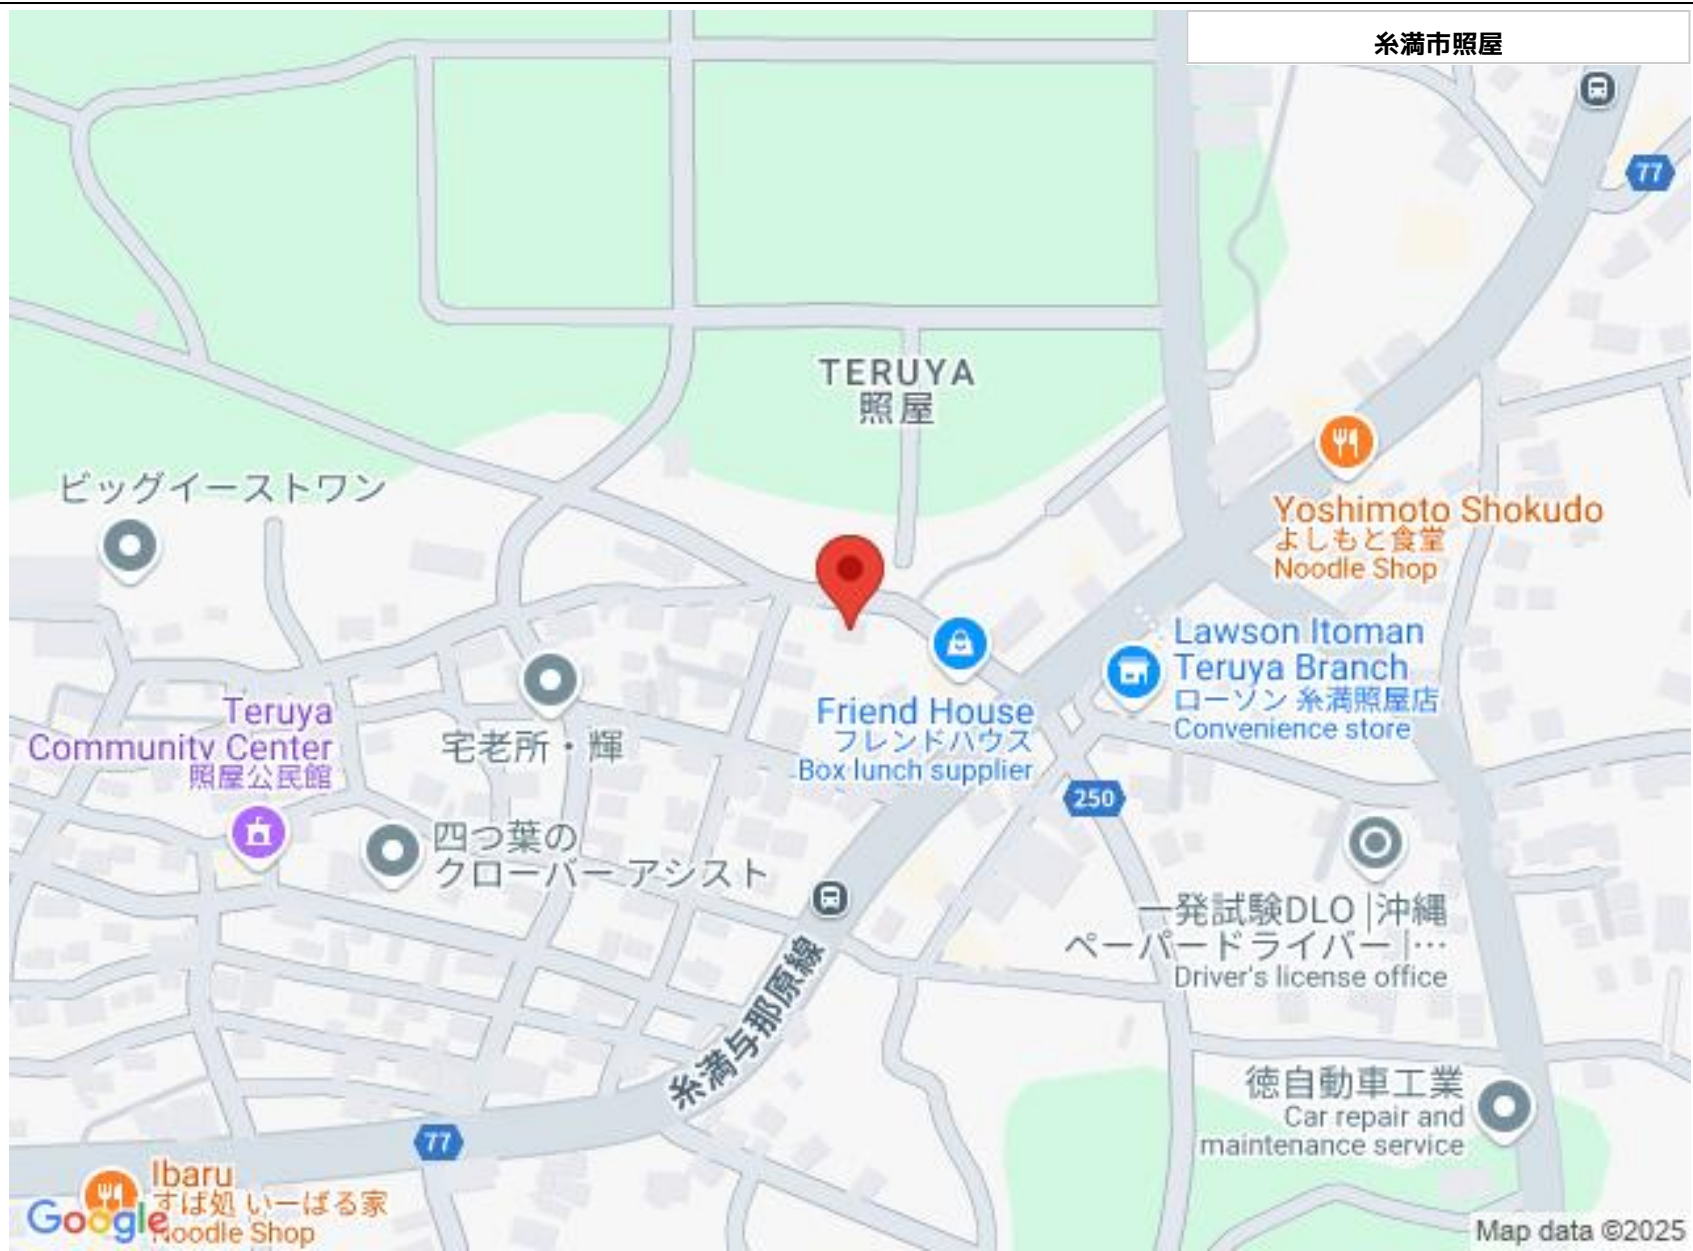 糸満市照屋
77
TERUYA
照屋
ビッグイーストワン
Yoshimoto Shokudo
よしもと食堂
Noodle Shop
Lawson Itoman
Teruya Branch
ローソン 糸満照屋店
Convenience store
Teruya
Community Center
照屋公民館
宅老所・輝
Friend House
フレンドハウス
Box lunch supplier
250
四つ葉の
クローバー アシスト
一発試験DLO |沖縄
ペーパードライバー |…
Driver's license office
糸満与那原線
徳自動車工業
Car repair and
maintenance service
77
Ibaru
すば処 いーばる家
Noodle Shop
Google
Map data ©2025